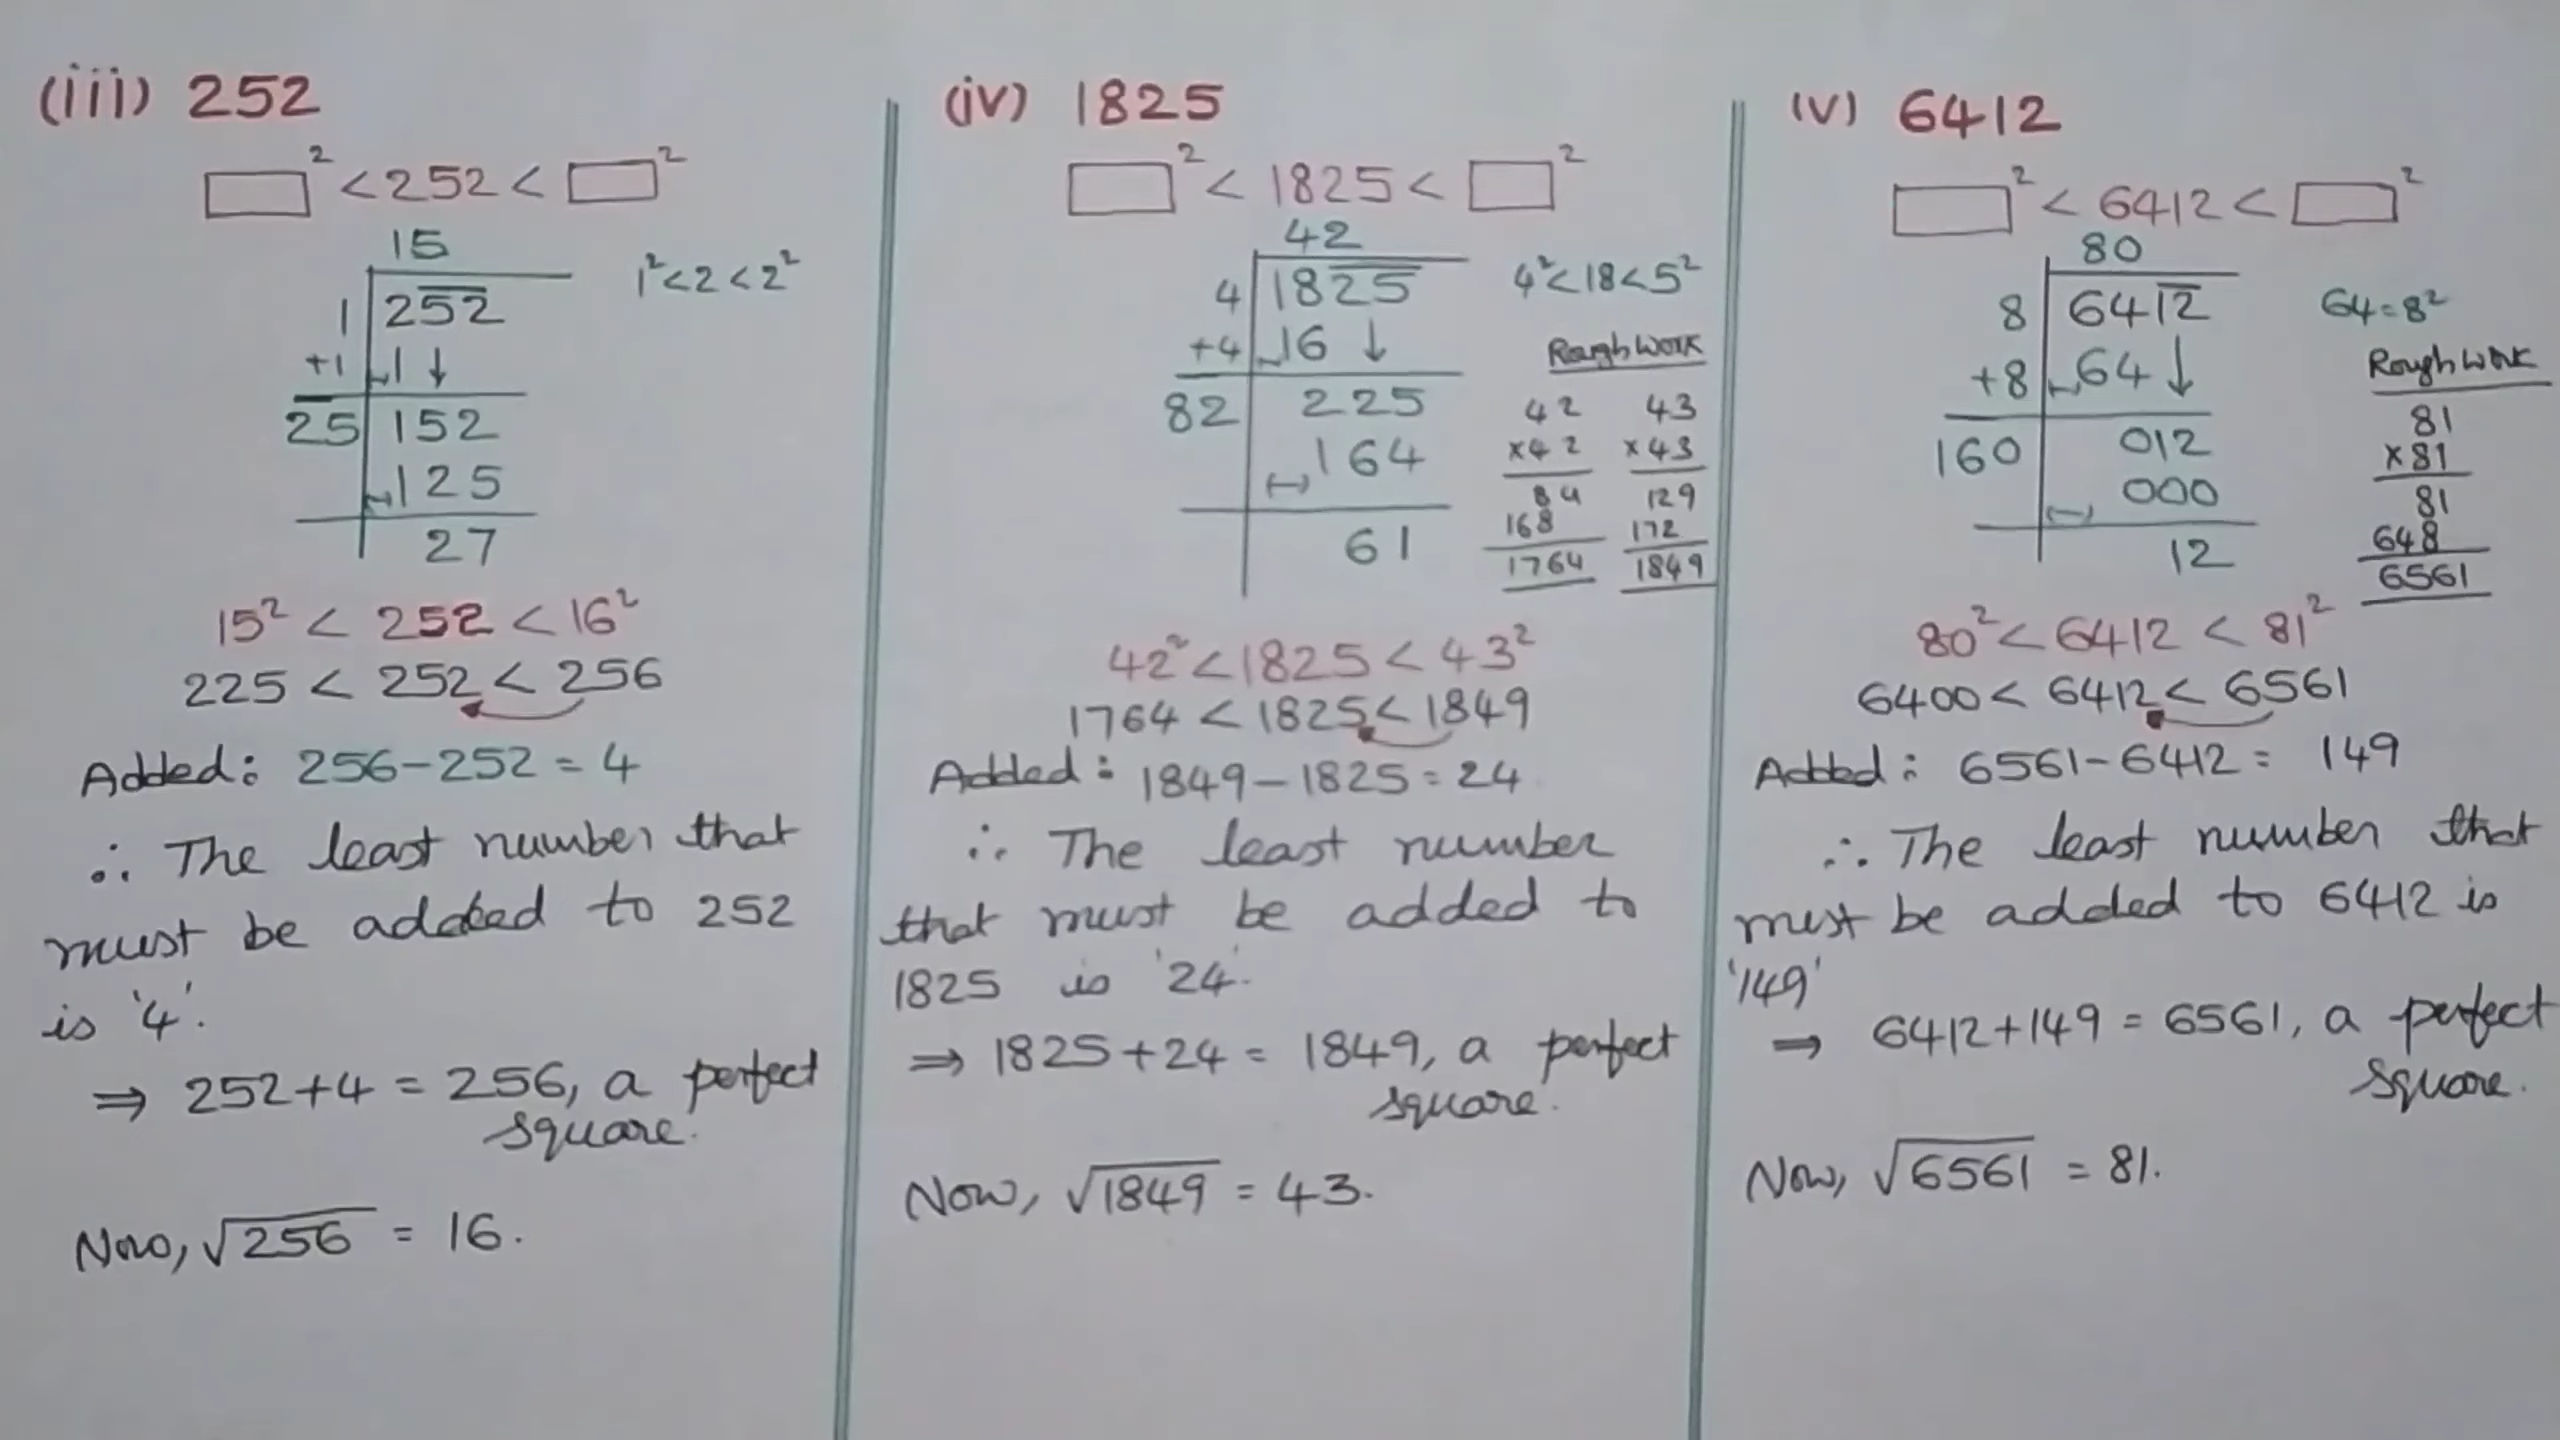 (iii) 252
□² < 252 < □²
15
1 252 1² < 2 < 2²
+1 (-) 1 ↓
25 152
(-) 125
27
15² < 252 < 16²
225 < 252 < 256
Added: 256 - 252 = 4
∴ The least number that
must be added to 252
is '4'.
⇒ 252 + 4 = 256, a perfect
square.
Now, √256 = 16.
(iv) 1825
□² < 1825 < □²
42
4 1825 4² < 18 < 5²
+4 (-) 16 ↓ Rough Work
82 225 42 43
(-) 164 ×42 ×43
61 84 129
168 172
1764 1849
42² < 1825 < 43²
1764 < 1825 < 1849
Added: 1849 - 1825 = 24
∴ The least number
that must be added to
1825 is '24'.
⇒ 1825 + 24 = 1849, a perfect
square.
Now, √1849 = 43.
(v) 6412
□² < 6412 < □²
80
8 6412 64 = 8²
+8 (-) 64 ↓ Rough Work
160 012 81
(-) 000 ×81
12 81
648
6561
80² < 6412 < 81²
6400 < 6412 < 6561
Added: 6561 - 6412 = 149
∴ The least number that
must be added to 6412 is
'149'
⇒ 6412 + 149 = 6561, a perfect
square.
Now, √6561 = 81.